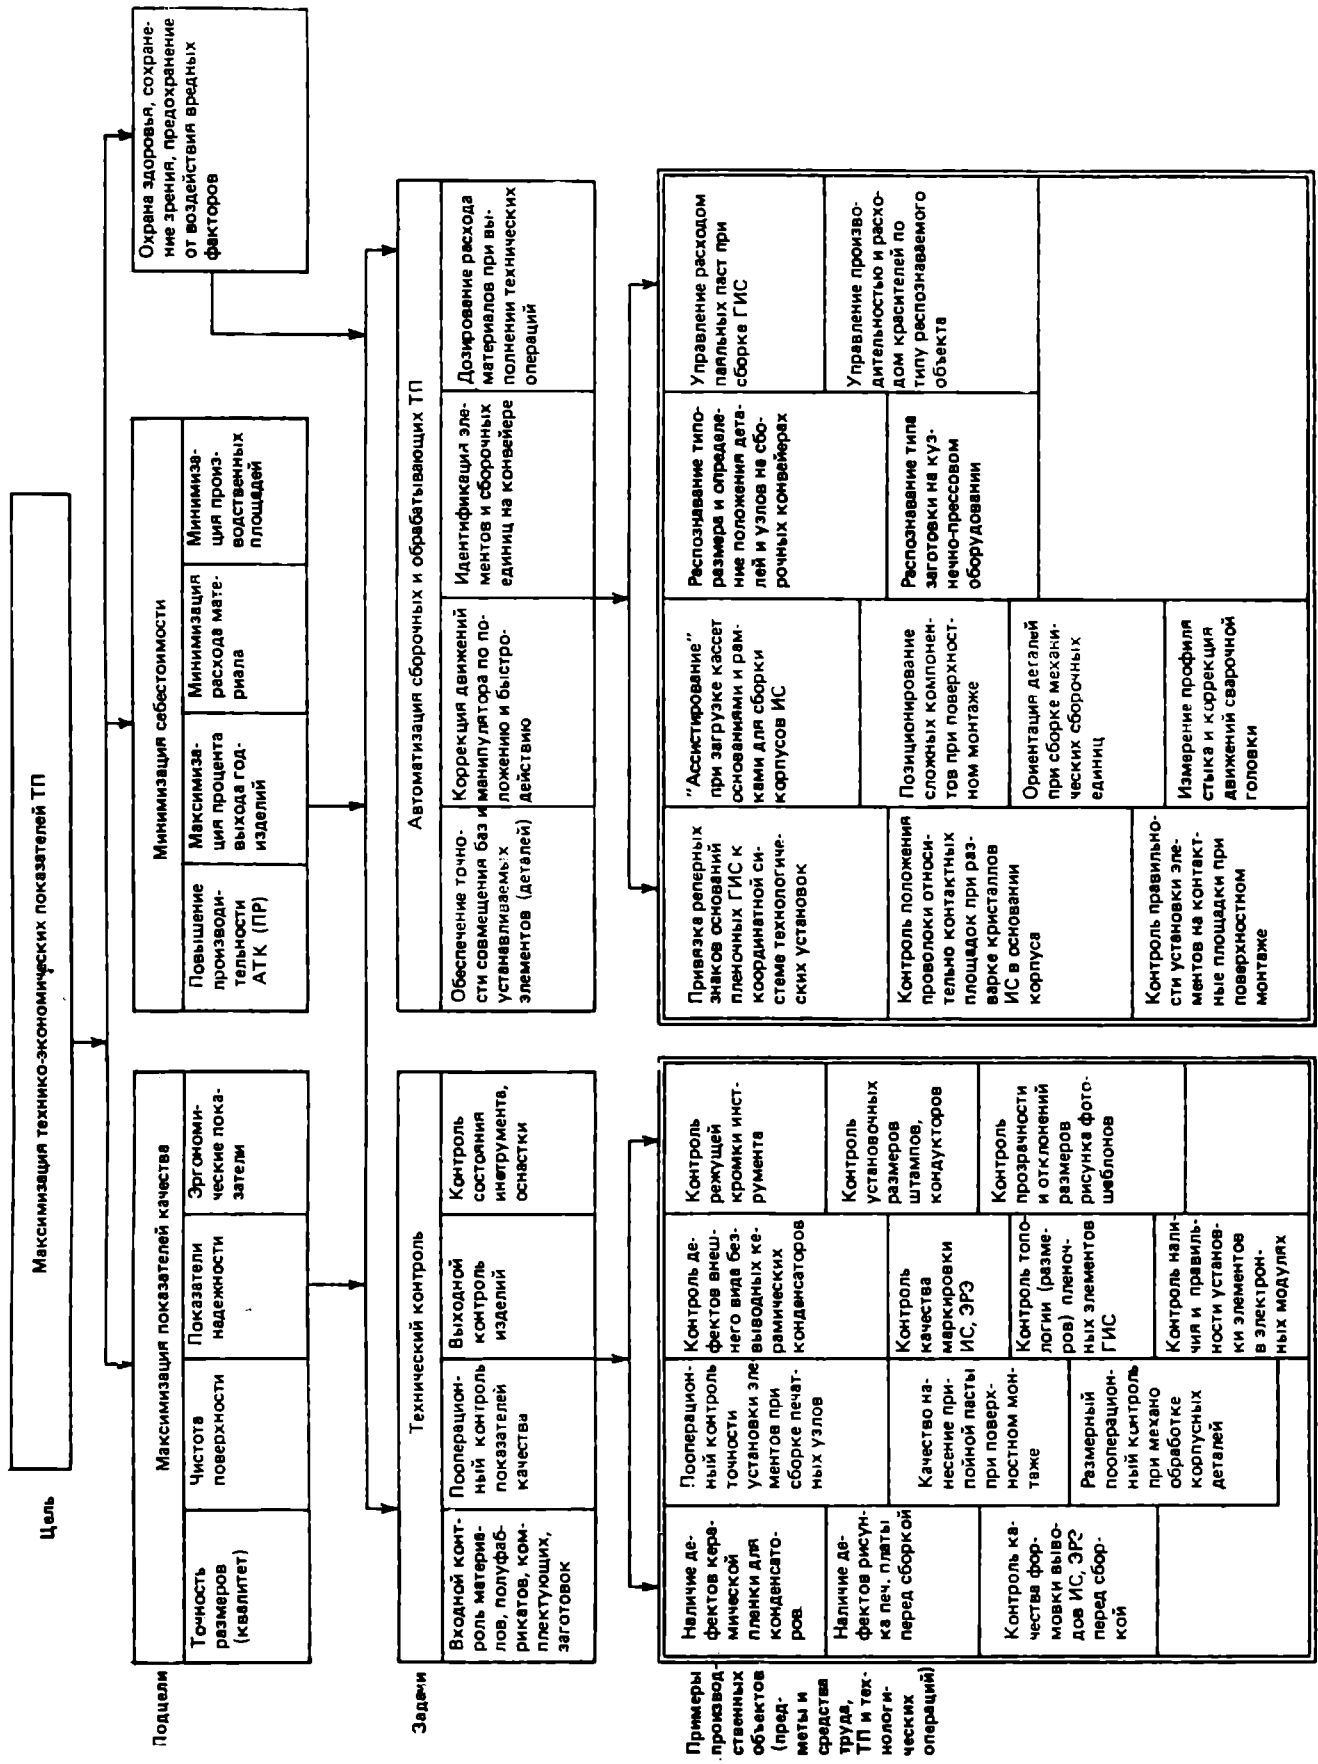 Цель
Максимизация технико-экономических показателей ТП
Подцели
Максимизация показателей качества
Точность
размеров
(квалитет)
Чистота
поверхности
Показатели
надежности
Эргономи-
ческие пока-
затели
Минимизация себестоимости
Повышение
производи-
тельности
АТК (ПР)
Максимиза-
ция процента
выхода год-
изделий
Минимизация
расхода мате-
риала
Минимиза-
ция произ-
водственных
площадей
Охрана здоровья, сохране-
ние зрения, предохранение
от воздействия вредных
факторов
Задачи
Технический контроль
Входной конт-
роль материа-
лов, полуфаб-
рикатов, ком-
плектующих,
заготовок
Пооперацион-
ный контроль
показателей
качества
Выходной
контроль
изделий
Контроль
состояния
инструмента,
оснастки
Автоматизация сборочных и обрабатывающих ТП
Обеспечение точно-
сти совмещения баз и
устанавливаемых
элементов (деталей)
Коррекция движений
манипулятора по по-
ложению и быстро-
действию
Идентификация эле-
ментов и сборочных
единиц на конвейере
Дозирование расхода
материалов при вы-
полнении технических
операций
Примеры
производ-
ственных
объектов
(пред-
меты и
средства
труда,
ТП и тех-
нологи-
ческих
операций)
Наличие де-
фектов кера-
мической
пленки для
конденсато-
ров
Наличие де-
фектов рисун-
ка печ. платы
перед сборкой
Контроль ка-
чества фор-
мовки выво-
дов ИС, ЭРЭ
перед сбор-
кой
Пооперацион-
ный контроль
точности
установки эле
ментов при
сборке печат-
ных узлов
Качество на-
несение при-
пойной пасты
при поверх-
ностном мон-
таже
Размерный
пооперацион-
ный контроль
при механо
обработке
корпусных
деталей
Контроль де-
фектов внеш-
него вида без-
выводных ке-
рамических
конденсаторов
Контроль
качества
маркировки
ИС, ЭРЭ
Контроль топо-
логии (разме-
ров) пленоч-
ных элементов
ГИС
Контроль нали-
чия и правиль-
ности установ-
ки элементов
в электрон-
ных модулях
Контроль
режущей
кромки инст-
румента
Контроль
установочных
размеров
штампов,
кондукторов
Контроль
прозрачности
и отклонений
размеров
рисунка фото-
шаблонов
Привязка реперных
знаков оснований
пленочных ГИС к
координатной си-
стеме технологиче-
ских установок
Контроль положения
проволоки относи-
тельно контактных
площадок при раз-
варке кристаллов
ИС в основании
корпуса
Контроль правильно-
сти установки эле-
ментов на контакт-
ные площадки при
поверхностном
монтаже
"Ассистирование"
при загрузке кассет
основаниями и рам-
ками для сборки
корпусов ИС
Позиционирование
сложных компонен-
тов при поверхност-
ном монтаже
Ориентация деталей
при сборке механи-
ческих сборочных
единиц
Измерение профиля
стыка и коррекция
движений сварочной
головки
Распознавание типо-
размера и определе-
ние положения дета-
лей и узлов на сбо-
рочных конвейерах
Распознавание типа
заготовки на куз-
нечно-прессовом
оборудовании
Управление расходом
паяльных паст при
сборке ГИС
Управление произво-
дительностью и расхо-
дом красителей по
типу распознаваемого
объекта